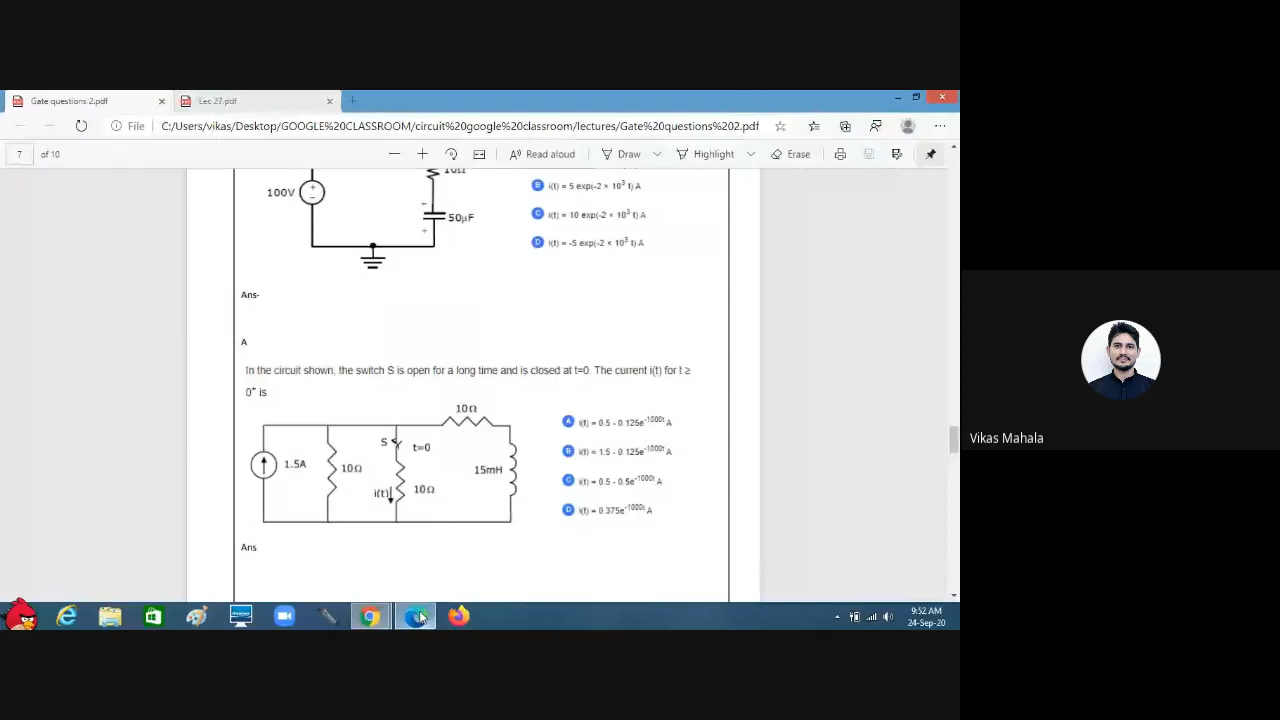 Gate questions 2.pdf
Lec 27.pdf
File
C:/Users/vikas/Desktop/GOOGLE%20CLASSROOM/circuit%20google%20classroom/lectures/Gate%20questions%202.pdf
7 of 10
Read aloud
Draw
Highlight
Erase
10Ω
100V
50μF
B i(t) = 5 exp(-2 × 10³ t) A
C i(t) = 10 exp(-2 × 10³ t) A
D i(t) = -5 exp(-2 × 10³ t) A
Ans-
A
In the circuit shown, the switch S is open for a long time and is closed at t=0. The current i(t) for t ≥
0⁺ is
10Ω
S
t=0
1.5A
10Ω
15mH
i(t)
10Ω
A i(t) = 0.5 - 0.125e⁻¹⁰⁰⁰ᵗ A
B i(t) = 1.5 - 0.125e⁻¹⁰⁰⁰ᵗ A
C i(t) = 0.5 - 0.5e⁻¹⁰⁰⁰ᵗ A
D i(t) = 0.375e⁻¹⁰⁰⁰ᵗ A
Ans
Vikas Mahala
9:52 AM
24-Sep-20